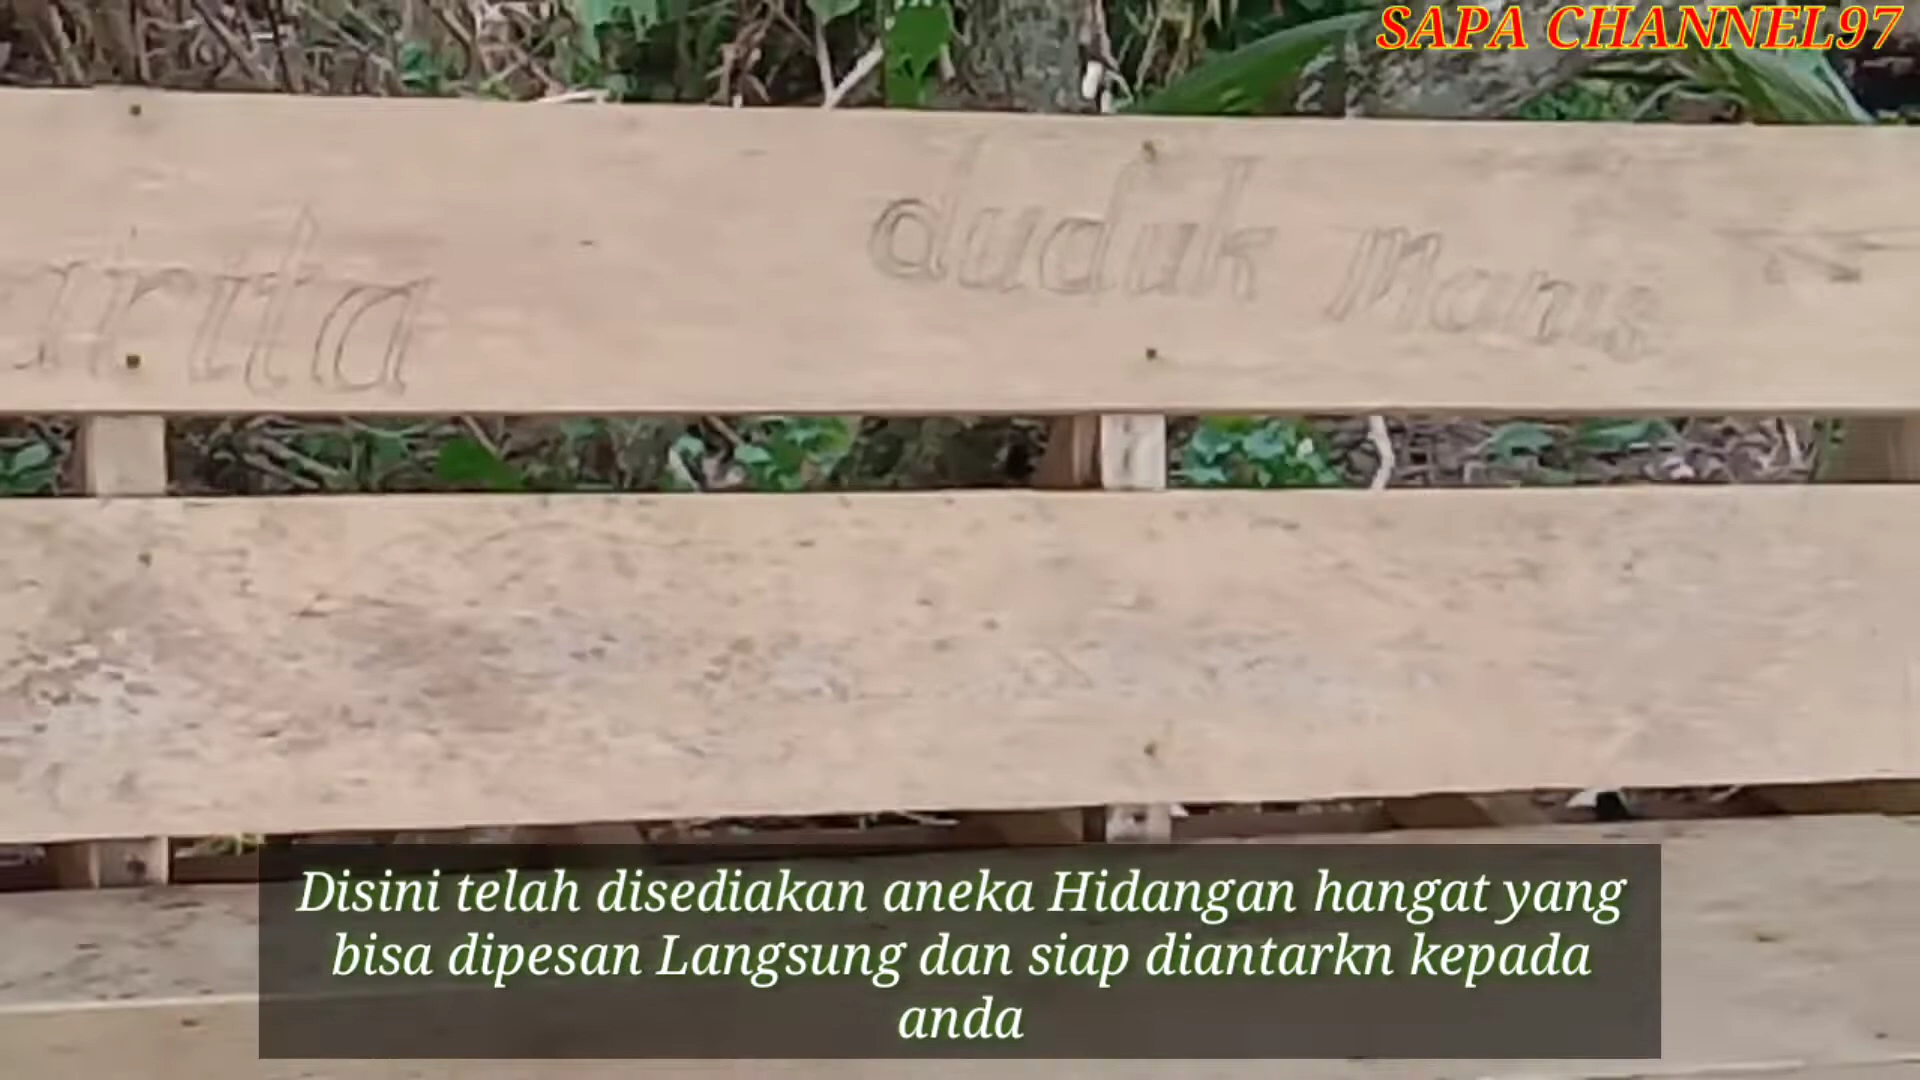 SAPA CHANNEL97
duduk Manis
Disini telah disediakan aneka Hidangan hangat yang
bisa dipesan Langsung dan siap diantarkn kepada
anda